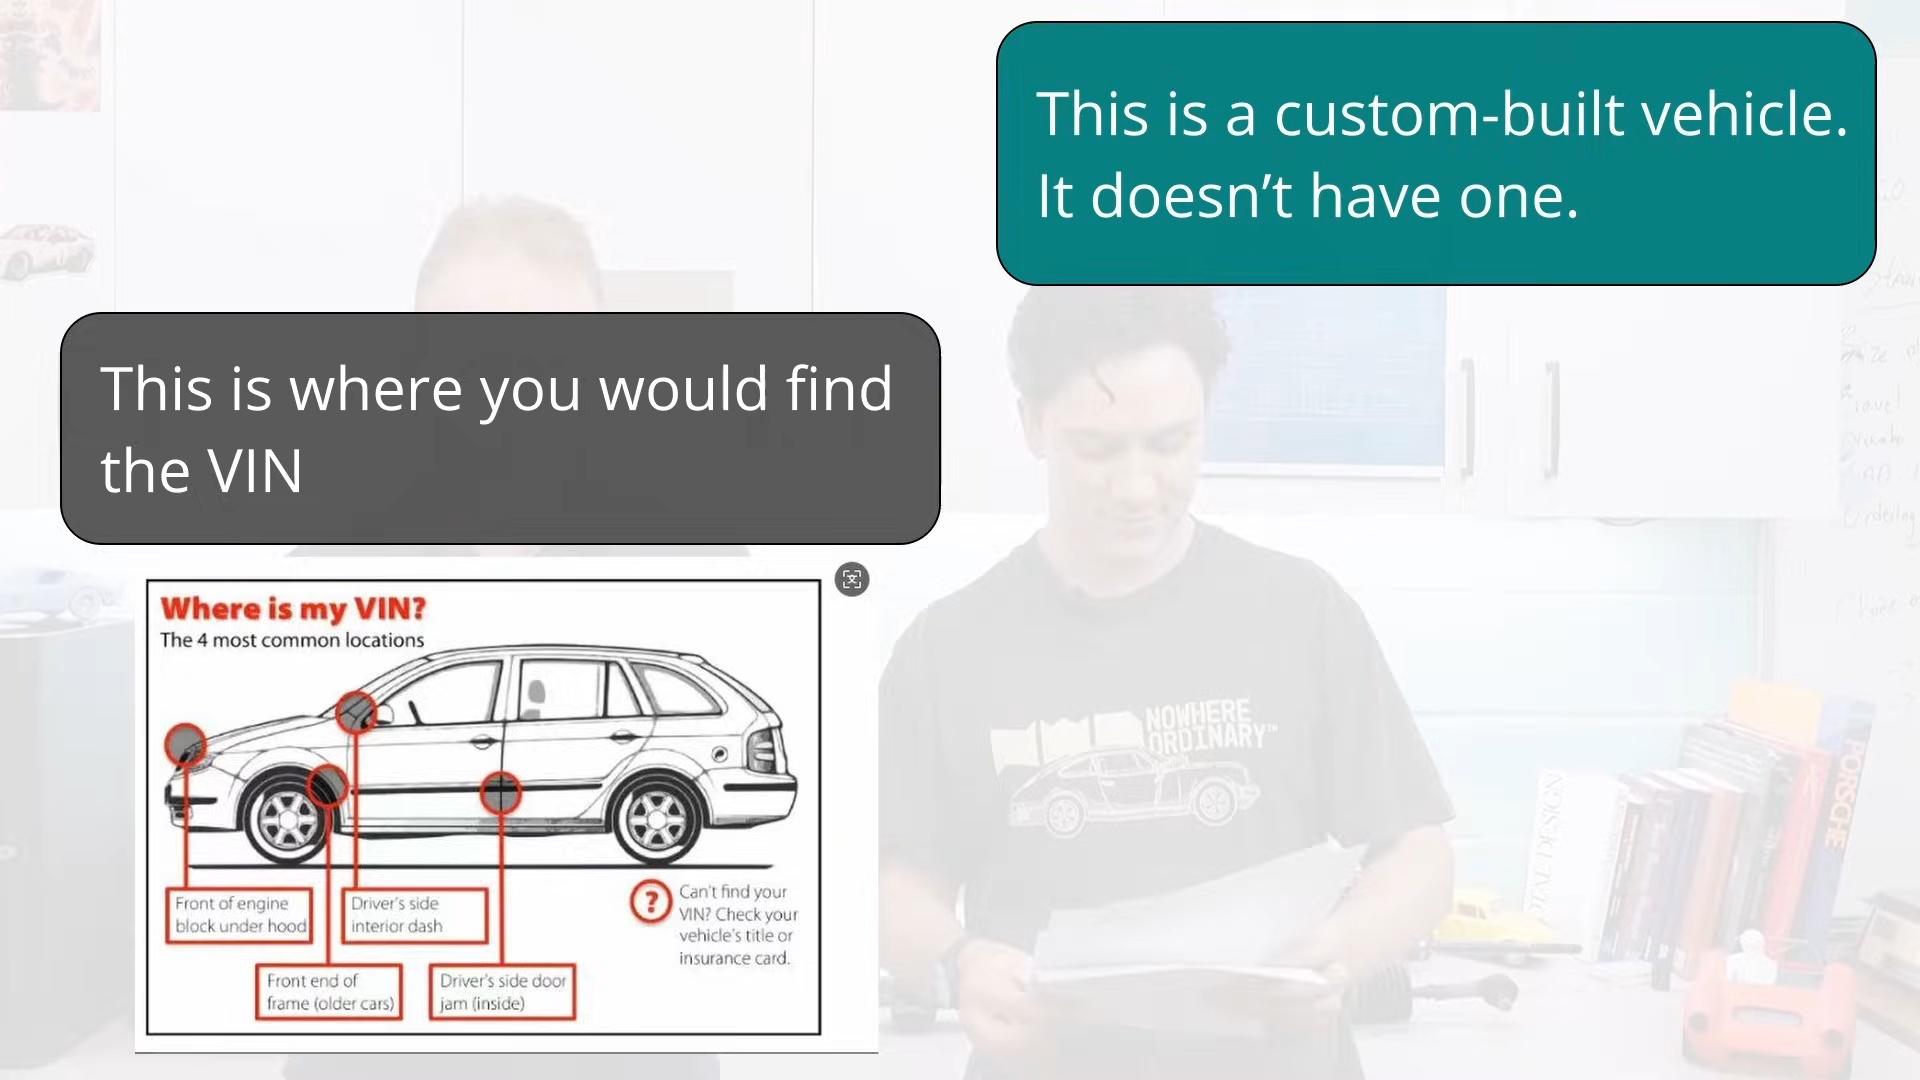 This is a custom-built vehicle.
It doesn’t have one.
This is where you would find
the VIN
Where is my VIN?
The 4 most common locations
Front of engine
block under hood
Driver's side
interior dash
Front end of
frame (older cars)
Driver's side door
jam (inside)
?
Can't find your
VIN? Check your
vehicle's title or
insurance card.
NOWHERE
ORDINARY™
PORSCHE